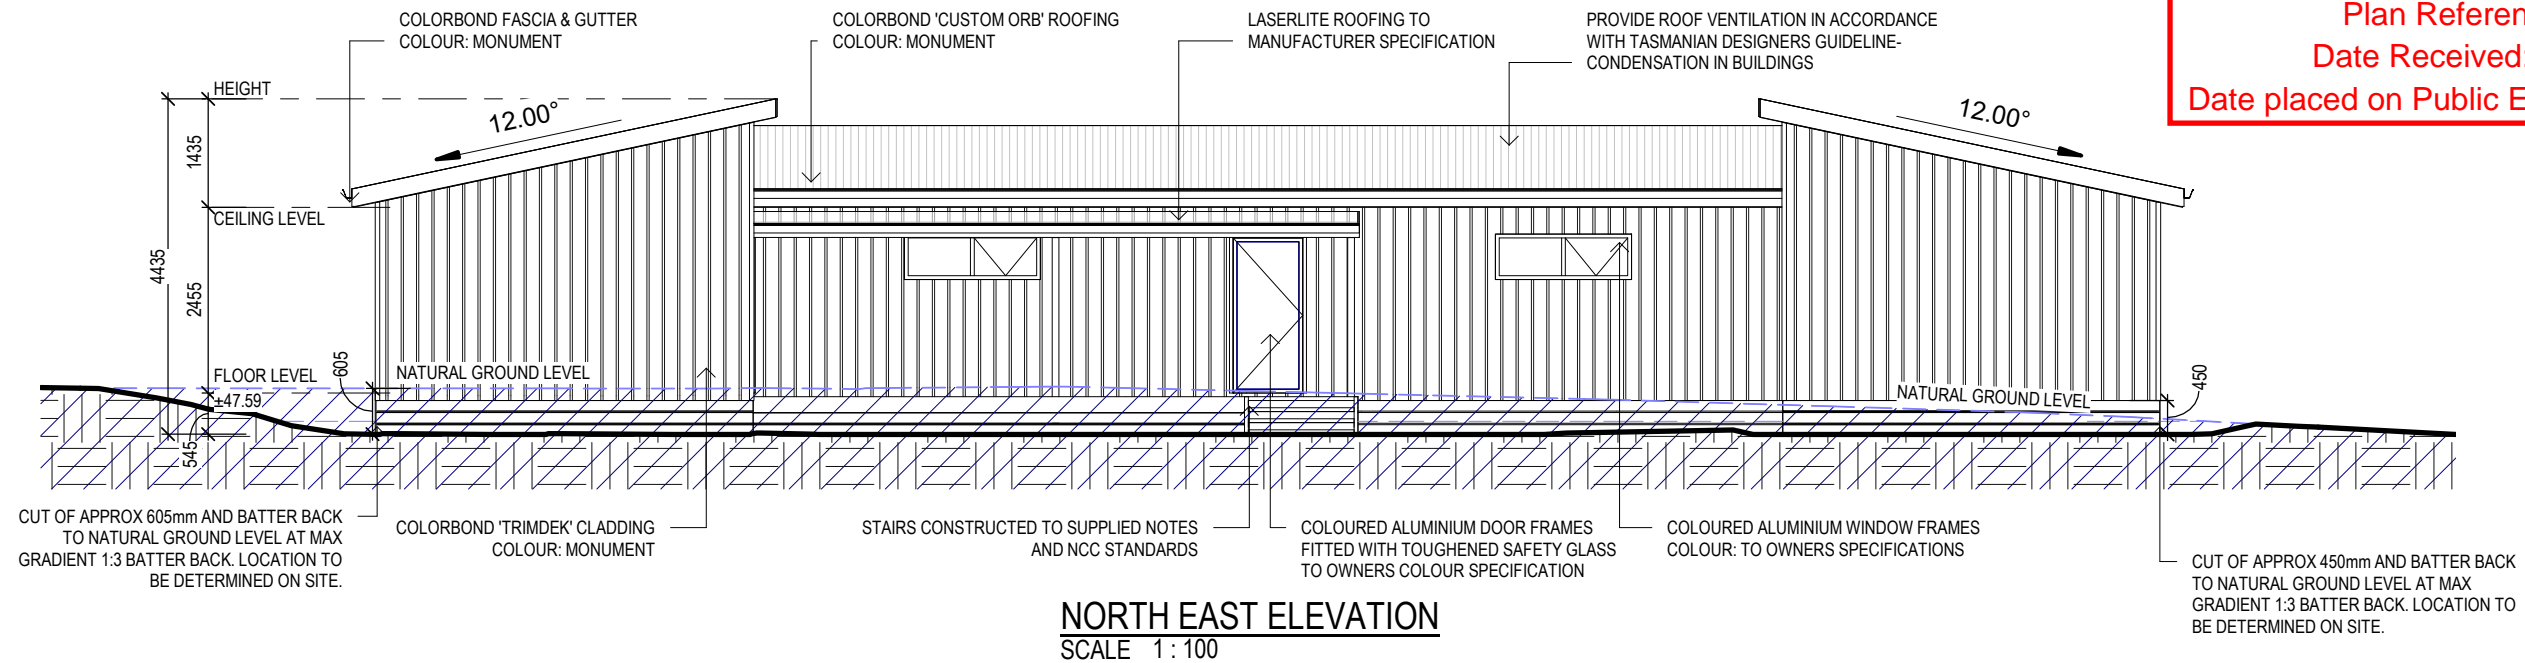 COLORBOND FASCIA & GUTTER
COLOUR: MONUMENT
COLORBOND 'CUSTOM ORB' ROOFING
COLOUR: MONUMENT
LASERLITE ROOFING TO
MANUFACTURER SPECIFICATION
PROVIDE ROOF VENTILATION IN ACCORDANCE
WITH TASMANIAN DESIGNERS GUIDELINE-
CONDENSATION IN BUILDINGS
Plan Referen
Date Received:
Date placed on Public E
HEIGHT
12.00°
12.00°
1435
CEILING LEVEL
4435
2455
FLOOR LEVEL
±47.59
605
545
NATURAL GROUND LEVEL
NATURAL GROUND LEVEL
450
CUT OF APPROX 605mm AND BATTER BACK
TO NATURAL GROUND LEVEL AT MAX
GRADIENT 1:3 BATTER BACK. LOCATION TO
BE DETERMINED ON SITE.
COLORBOND 'TRIMDEK' CLADDING
COLOUR: MONUMENT
STAIRS CONSTRUCTED TO SUPPLIED NOTES
AND NCC STANDARDS
COLOURED ALUMINIUM DOOR FRAMES
FITTED WITH TOUGHENED SAFETY GLASS
TO OWNERS COLOUR SPECIFICATION
COLOURED ALUMINIUM WINDOW FRAMES
COLOUR: TO OWNERS SPECIFICATIONS
CUT OF APPROX 450mm AND BATTER BACK
TO NATURAL GROUND LEVEL AT MAX
GRADIENT 1:3 BATTER BACK. LOCATION TO
BE DETERMINED ON SITE.
NORTH EAST ELEVATION
SCALE 1 : 100